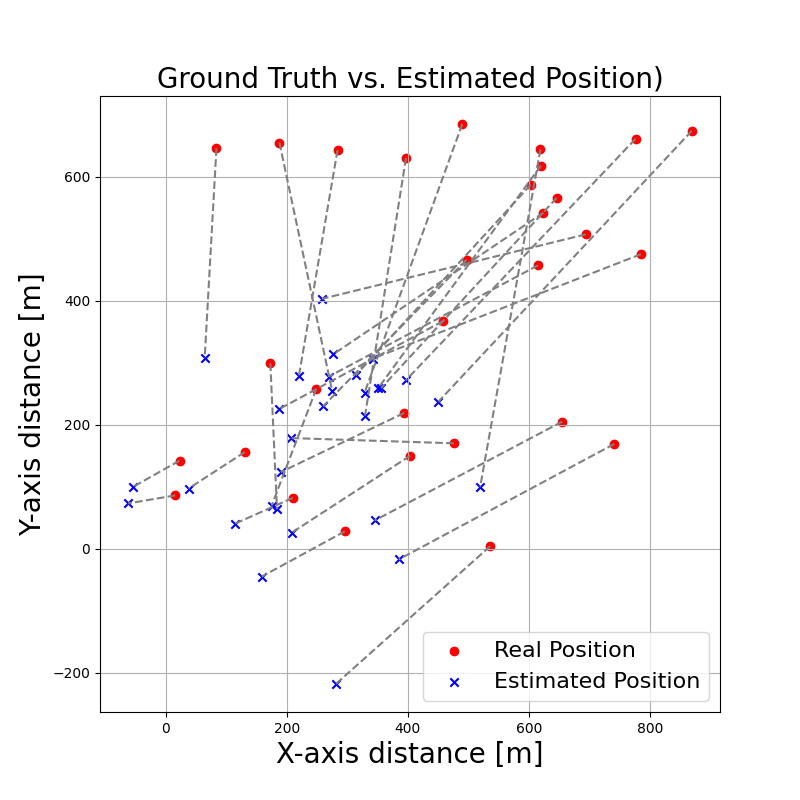 Ground Truth vs. Estimated Position)
Y-axis distance [m]
600
400
200
0
−200
0 200 400 600 800
X-axis distance [m]
Real Position
Estimated Position